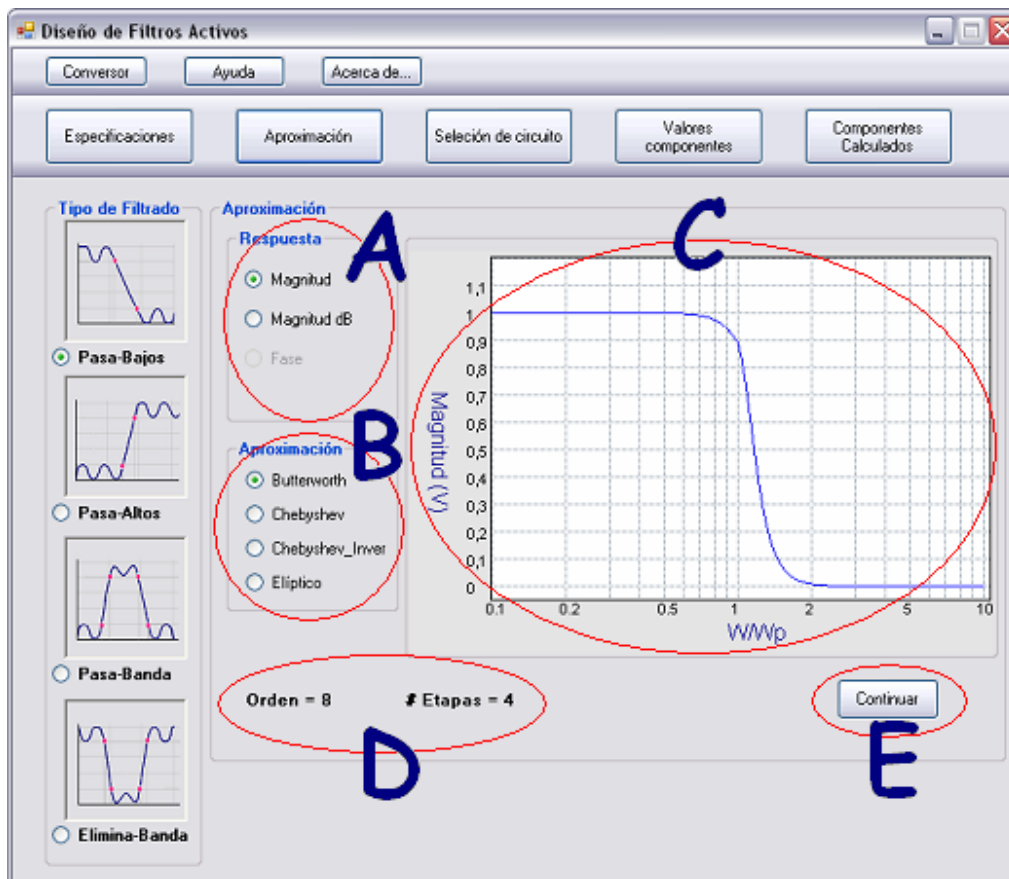 Diseño de Filtros Activos
Conversor Ayuda Acerca de...
Especificaciones Aproximación Seleción de circuito Valores componentes Componentes Calculados
Tipo de Filtrado
Pasa-Bajos
Pasa-Altos
Pasa-Banda
Elimina-Banda
Aproximación
Respuesta
A
Magnitud
Magnitud dB
Fase
B
Aproximación
Butterworth
Chebyshev
Chebyshev_Inver
Elíptico
C
Magnitud (V)
1,1
1
0,9
0,8
0,7
0,6
0,5
0,4
0,3
0,2
0,1
0
0.1 0.2 0.5 1 2 5 10
W/Wp
Orden = 8 # Etapas = 4
D
Continuar
E